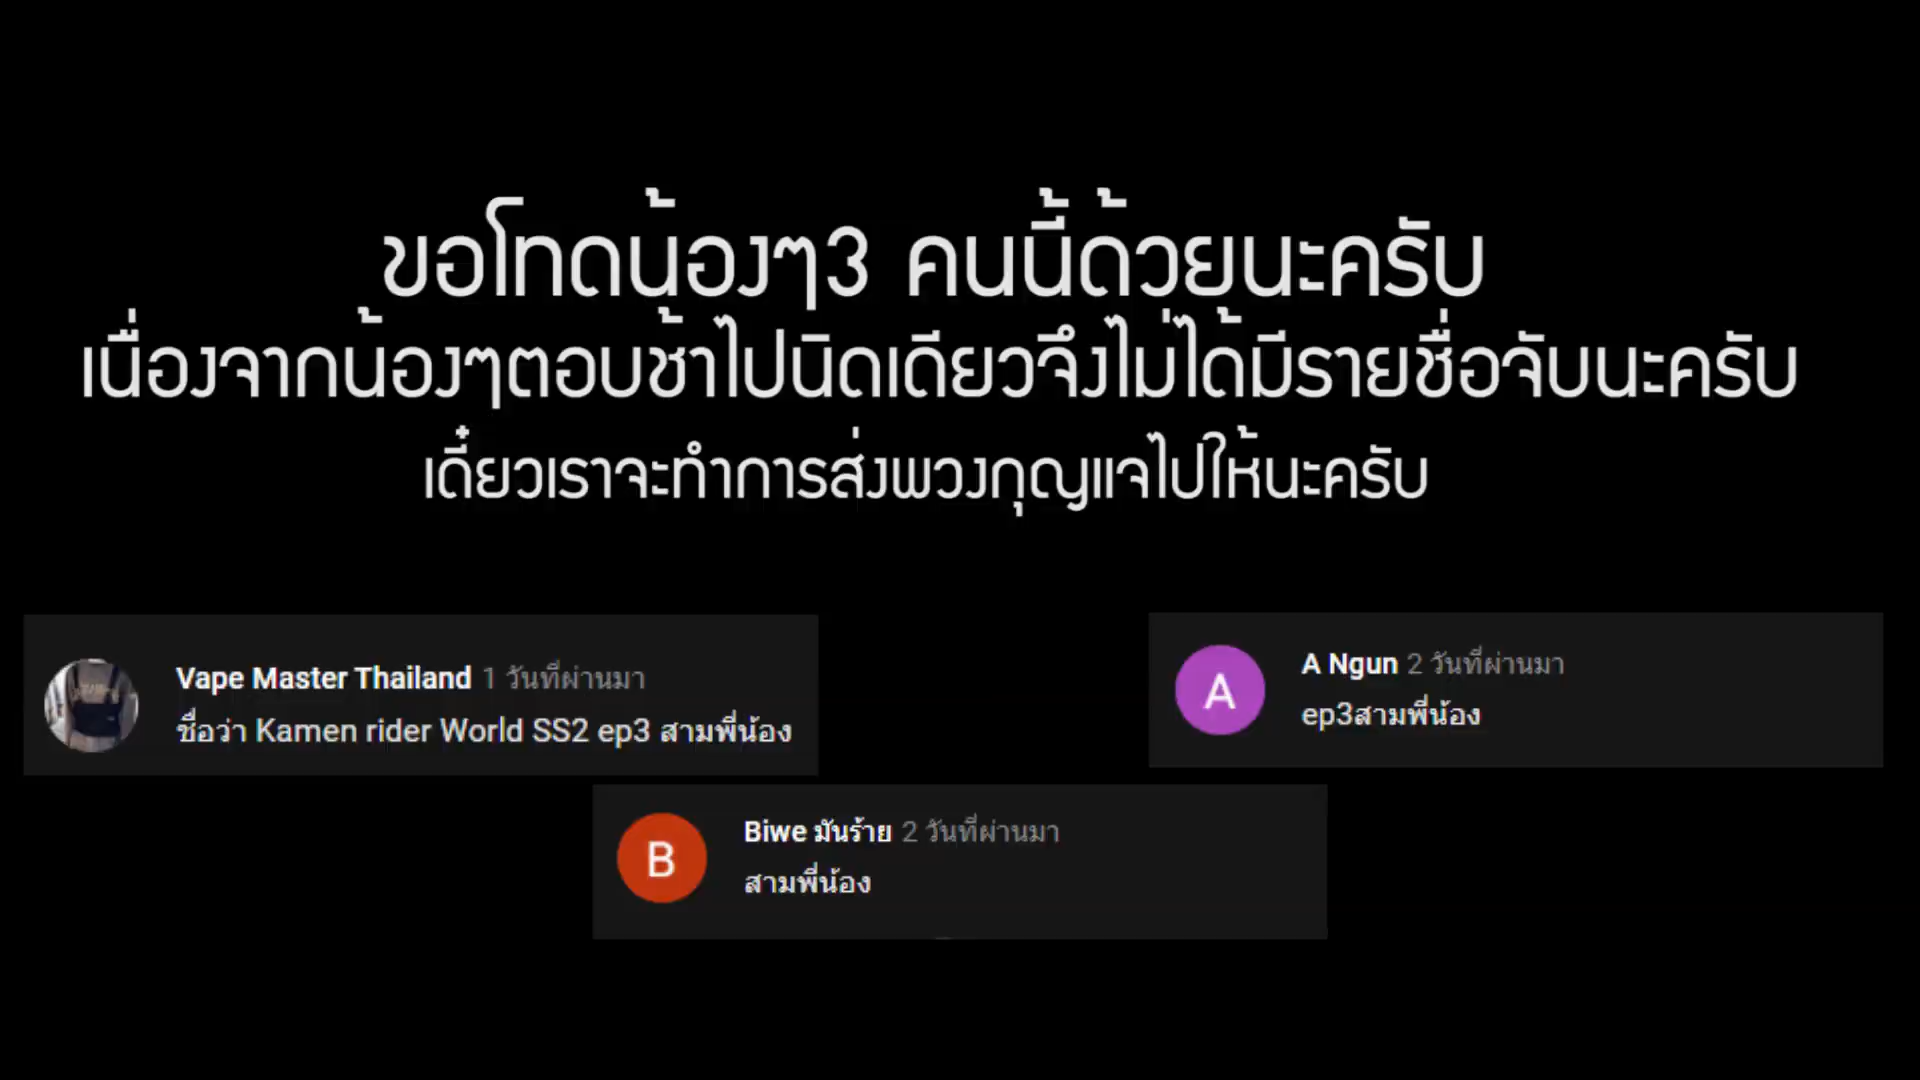 ขอโทดน้องๆ3 คนนี้ด้วยนะครับ
เนื่องจากน้องๆตอบช้าไปนิดเดียวจึงไม่ได้มีรายชื่อจับนะครับ
เดี๋ยวเราจะทำการส่งพวงกุญแจไปให้นะครับ
Vape Master Thailand 1 วันที่ผ่านมา
ชื่อว่า Kamen rider World SS2 ep3 สามพี่น้อง
A
A Ngun 2 วันที่ผ่านมา
ep3สามพี่น้อง
B
Biwe มันร้าย 2 วันที่ผ่านมา
สามพี่น้อง